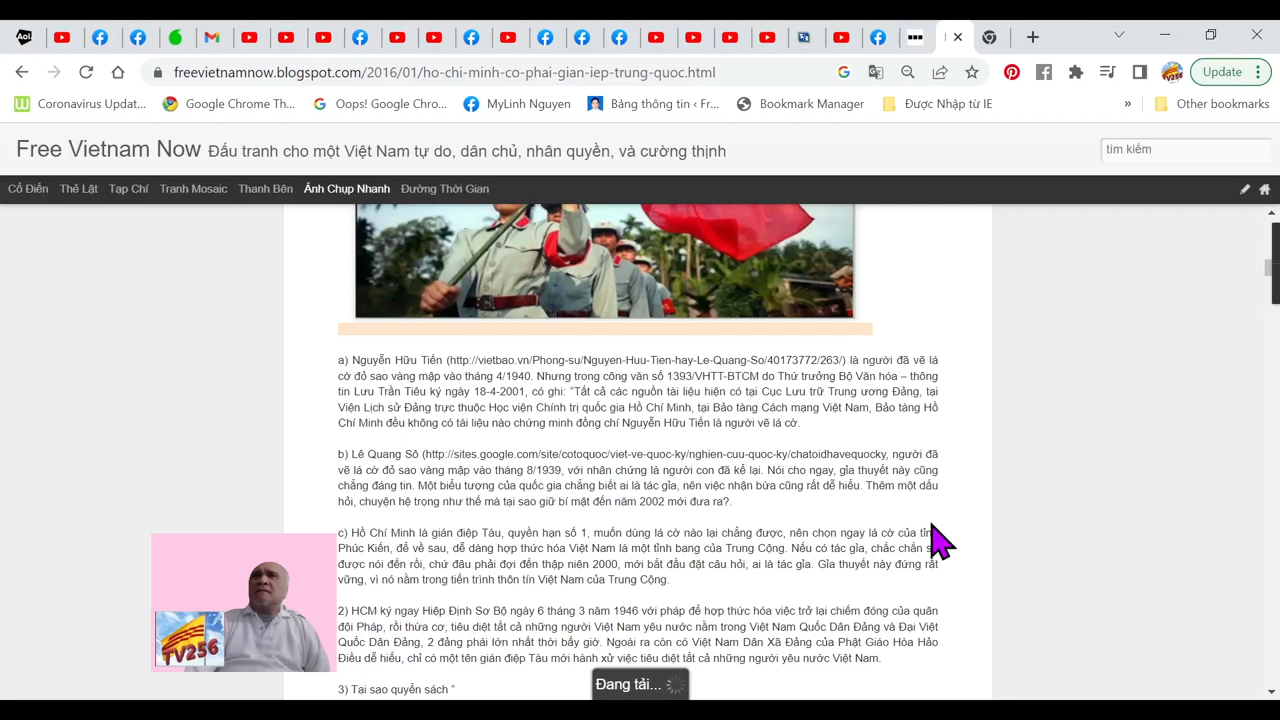 Aol.
freevietnamnow.blogspot.com/2016/01/ho-chi-minh-co-phai-gian-iep-trung-quoc.html
Update
Coronavirus Updat...
Google Chrome Th...
Oops! Google Chro...
MyLinh Nguyen
Bảng thông tin ‹ Fr...
Bookmark Manager
Được Nhập từ IE
»
Other bookmarks
Free Vietnam Now Đấu tranh cho một Việt Nam tự do, dân chủ, nhân quyền, và cường thịnh
tìm kiếm
Cổ Điển Thẻ Lật Tạp Chí Tranh Mosaic Thanh Bên Ảnh Chụp Nhanh Đường Thời Gian
a) Nguyễn Hữu Tiến (http://vietbao.vn/Phong-su/Nguyen-Huu-Tien-hay-Le-Quang-So/40173772/263/) là người đã vẽ lá
cờ đỏ sao vàng mập vào tháng 4/1940. Nhưng trong công văn số 1393/VHTT-BTCM do Thứ trưởng Bộ Văn hóa – thông
tin Lưu Trần Tiêu ký ngày 18-4-2001, có ghi: “Tất cả các nguồn tài liệu hiện có tại Cục Lưu trữ Trung ương Đảng, tại
Viện Lịch sử Đảng trực thuộc Học viện Chính trị quốc gia Hồ Chí Minh, tại Bảo tàng Cách mạng Việt Nam, Bảo tàng Hồ
Chí Minh đều không có tài liệu nào chứng minh đồng chí Nguyễn Hữu Tiến là người vẽ lá cờ.
b) Lê Quang Sô (http://sites.google.com/site/cotoquoc/viet-ve-quoc-ky/nghien-cuu-quoc-ky/chatoidhavequocky, người đã
vẽ lá cờ đỏ sao vàng mập vào tháng 8/1939, với nhân chứng là người con đã kể lại. Nói cho ngay, gỉa thuyết này cũng
chẳng đáng tin. Một biểu tượng của quốc gia chẳng biết ai là tác gỉa, nên việc nhận bừa cũng rất dễ hiểu. Thêm một dấu
hỏi, chuyện hệ trọng như thế mà tại sao giữ bí mật đến năm 2002 mới đưa ra?.
c) Hồ Chí Minh là gián điệp Tàu, quyền hạn số 1, muốn dùng lá cờ nào lại chẳng được, nên chọn ngay lá cờ của
Phúc Kiến, để về sau, dễ dàng hợp thức hóa Việt Nam là một tỉnh bang của Trung Cộng. Nếu có tác gỉa, chắc chắn
được nói đến rồi, chứ đâu phải đợi đến thập niên 2000, mới bắt đầu đặt câu hỏi, ai là tác gỉa. Gỉa thuyết này đứng rất
vững, vì nó nằm trong tiến trình thôn tín Việt Nam của Trung Cộng.
2) HCM ký ngay Hiệp Định Sơ Bộ ngày 6 tháng 3 năm 1946 với pháp để hợp thức hóa việc trở lại chiếm đóng của quân
đội Pháp, rồi thừa cơ, tiêu diệt tất cả những người Việt Nam yêu nước nằm trong Việt Nam Quốc Dân Đảng và Đại Việt
Quốc Dân Đảng, 2 đảng phái lớn nhất thời bấy giờ. Ngoài ra còn có Việt Nam Dân Xã Đảng của Phật Giáo Hòa Hảo
Điều dễ hiểu, chỉ có một tên gián điệp Tàu mới hành xử việc tiêu diệt tất cả những người yêu nước Việt Nam.
3) Tại sao quyển sách “
TV256
Đang tải...